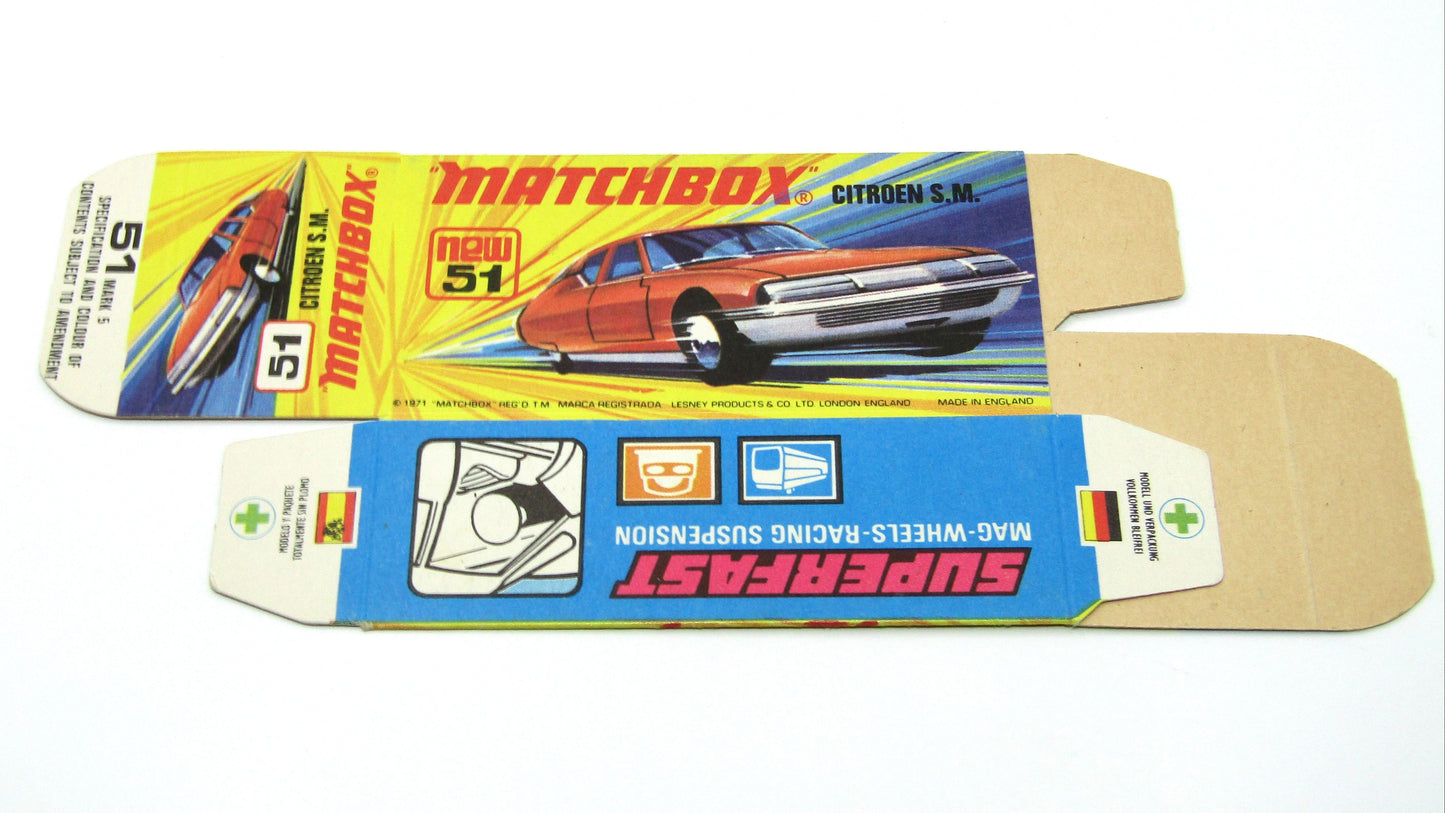 "MATCHBOX"®
CITROEN S.M.
new
51
© 1971 "MATCHBOX" REG'D T.M. MARCA REGISTRADA LESNEY PRODUCTS & CO. LTD. LONDON ENGLAND MADE IN ENGLAND
"MATCHBOX"®
CITROEN S.M.
51
51 MARK 5
SPECIFICATION AND COLOUR OF
CONTENTS SUBJECT TO AMENDMENT
SUPERFAST
MAG-WHEELS-RACING SUSPENSION
MODELO Y PAQUETE
TOTALMENTE SIN PLOMO
MODELL UND VERPACKUNG
VOLLKOMMEN BLEIFREI